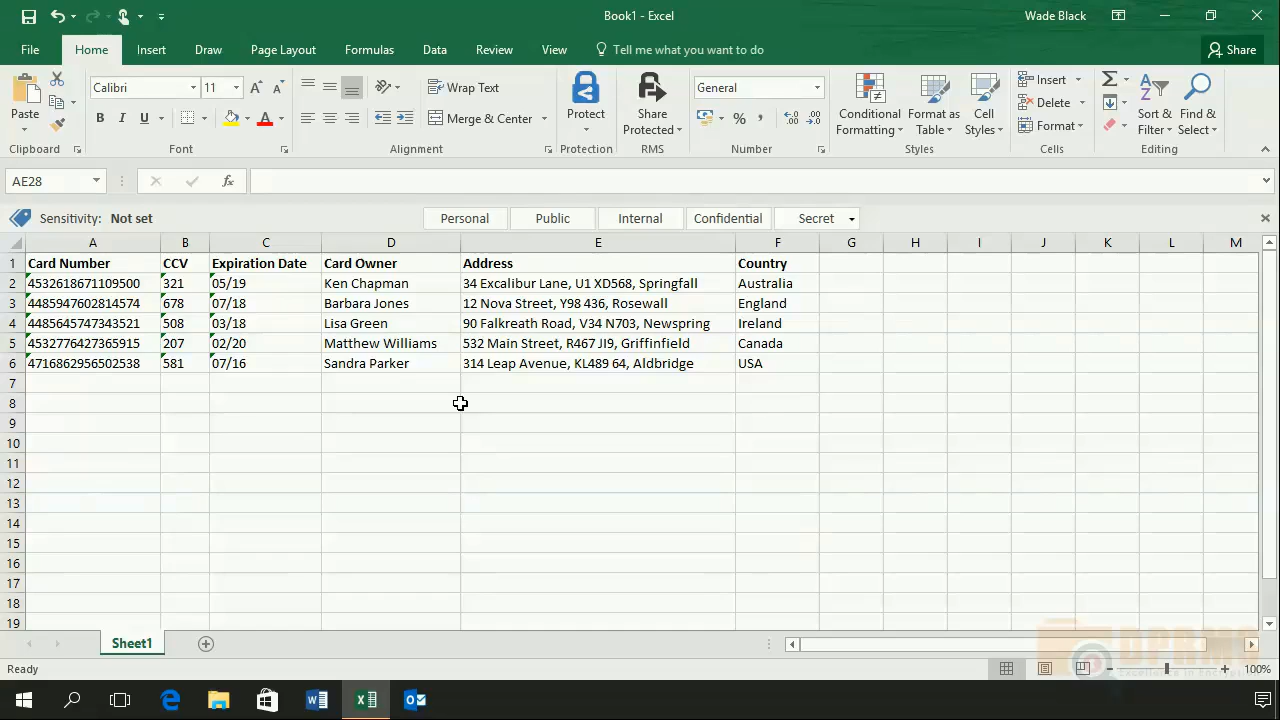 Book1 - Excel
Wade Black
File Home Insert Draw Page Layout Formulas Data Review View Tell me what you want to do Share
Paste
Clipboard
Calibri 11
B I U
Font
Wrap Text
Merge & Center
Alignment
Protect
Protection
Share Protected
RMS
General
Number
Conditional Formatting
Format as Table
Cell Styles
Styles
Insert
Delete
Format
Cells
Sort & Filter
Find & Select
Editing
AE28 fx
Sensitivity: Not set Personal Public Internal Confidential Secret
A B C D E F G H I J K L M
1 Card Number CCV Expiration Date Card Owner Address Country
2 4532618671109500 321 05/19 Ken Chapman 34 Excalibur Lane, U1 XD568, Springfall Australia
3 4485947602814574 678 07/18 Barbara Jones 12 Nova Street, Y98 436, Rosewall England
4 4485645747343521 508 03/18 Lisa Green 90 Falkreath Road, V34 N703, Newspring Ireland
5 4532776427365915 207 02/20 Matthew Williams 532 Main Street, R467 JI9, Griffinfield Canada
6 4716862956502538 581 07/16 Sandra Parker 314 Leap Avenue, KL489 64, Aldbridge USA
7
8
9
10
11
12
13
14
15
16
17
18
19
Sheet1
Ready
100%